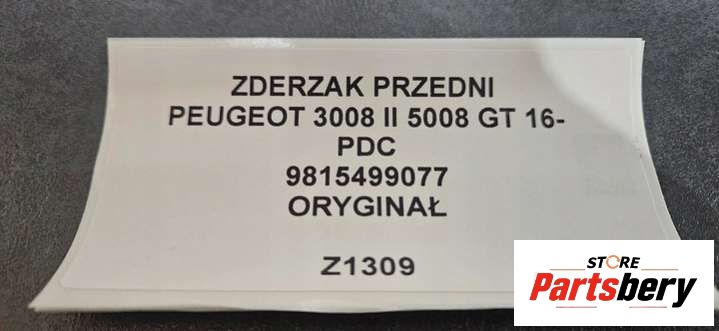 ZDERZAK PRZEDNI
PEUGEOT 3008 II 5008 GT 16-
PDC
9815499077
ORYGINAŁ
Z1309
STORE
Partsbery